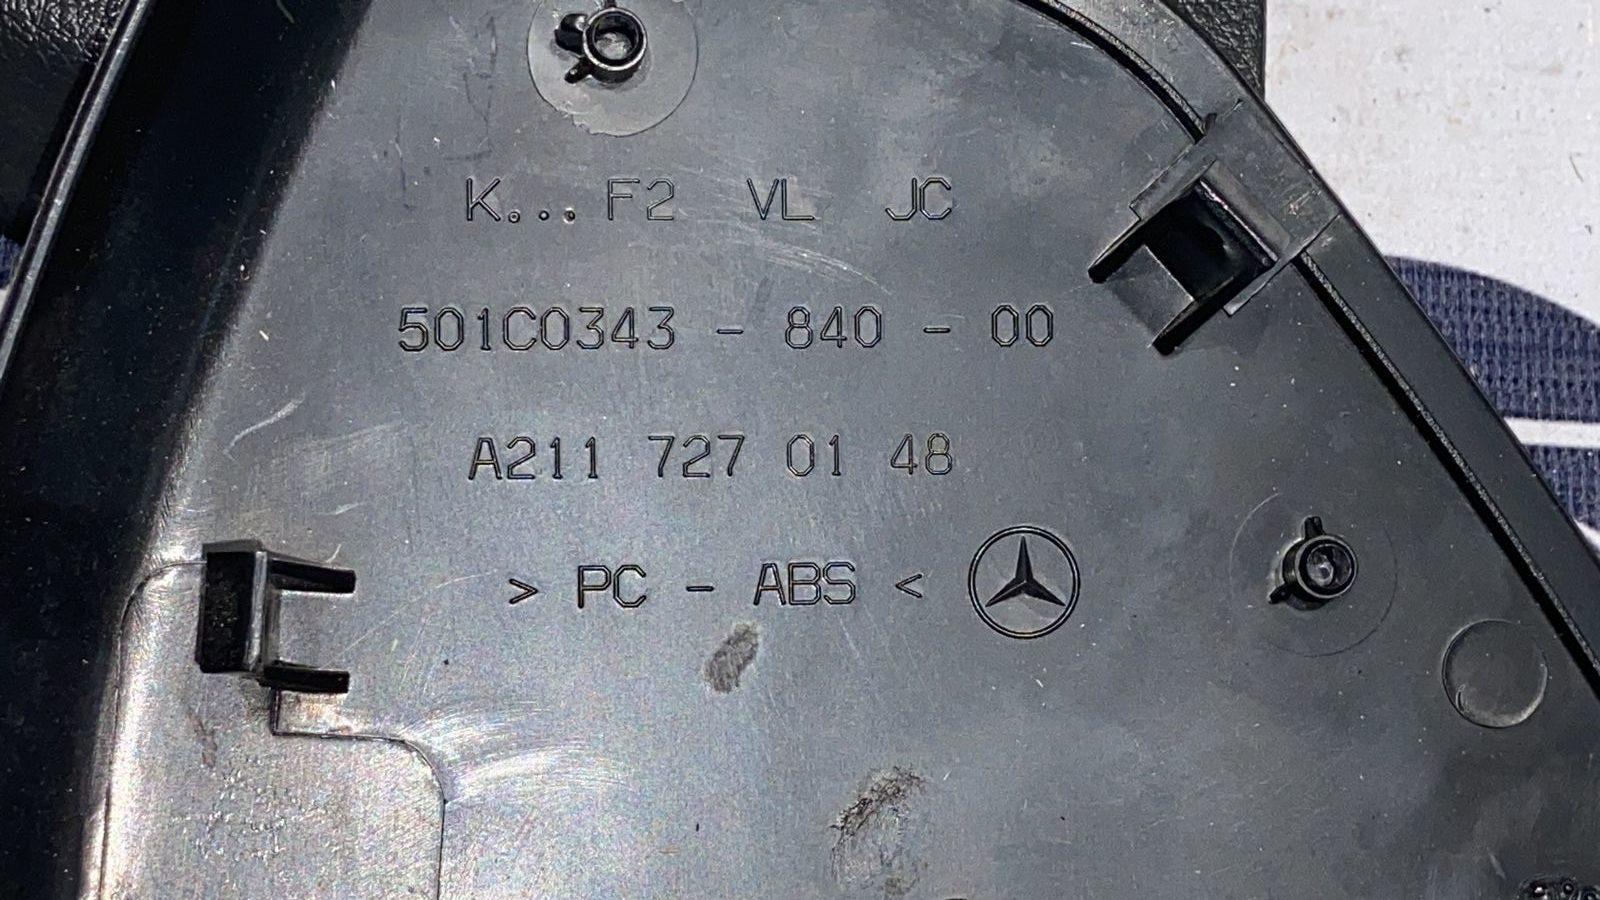 K... F2 VL JC
501C0343 - 840 - 00
A211 727 01 48
> PC - ABS <